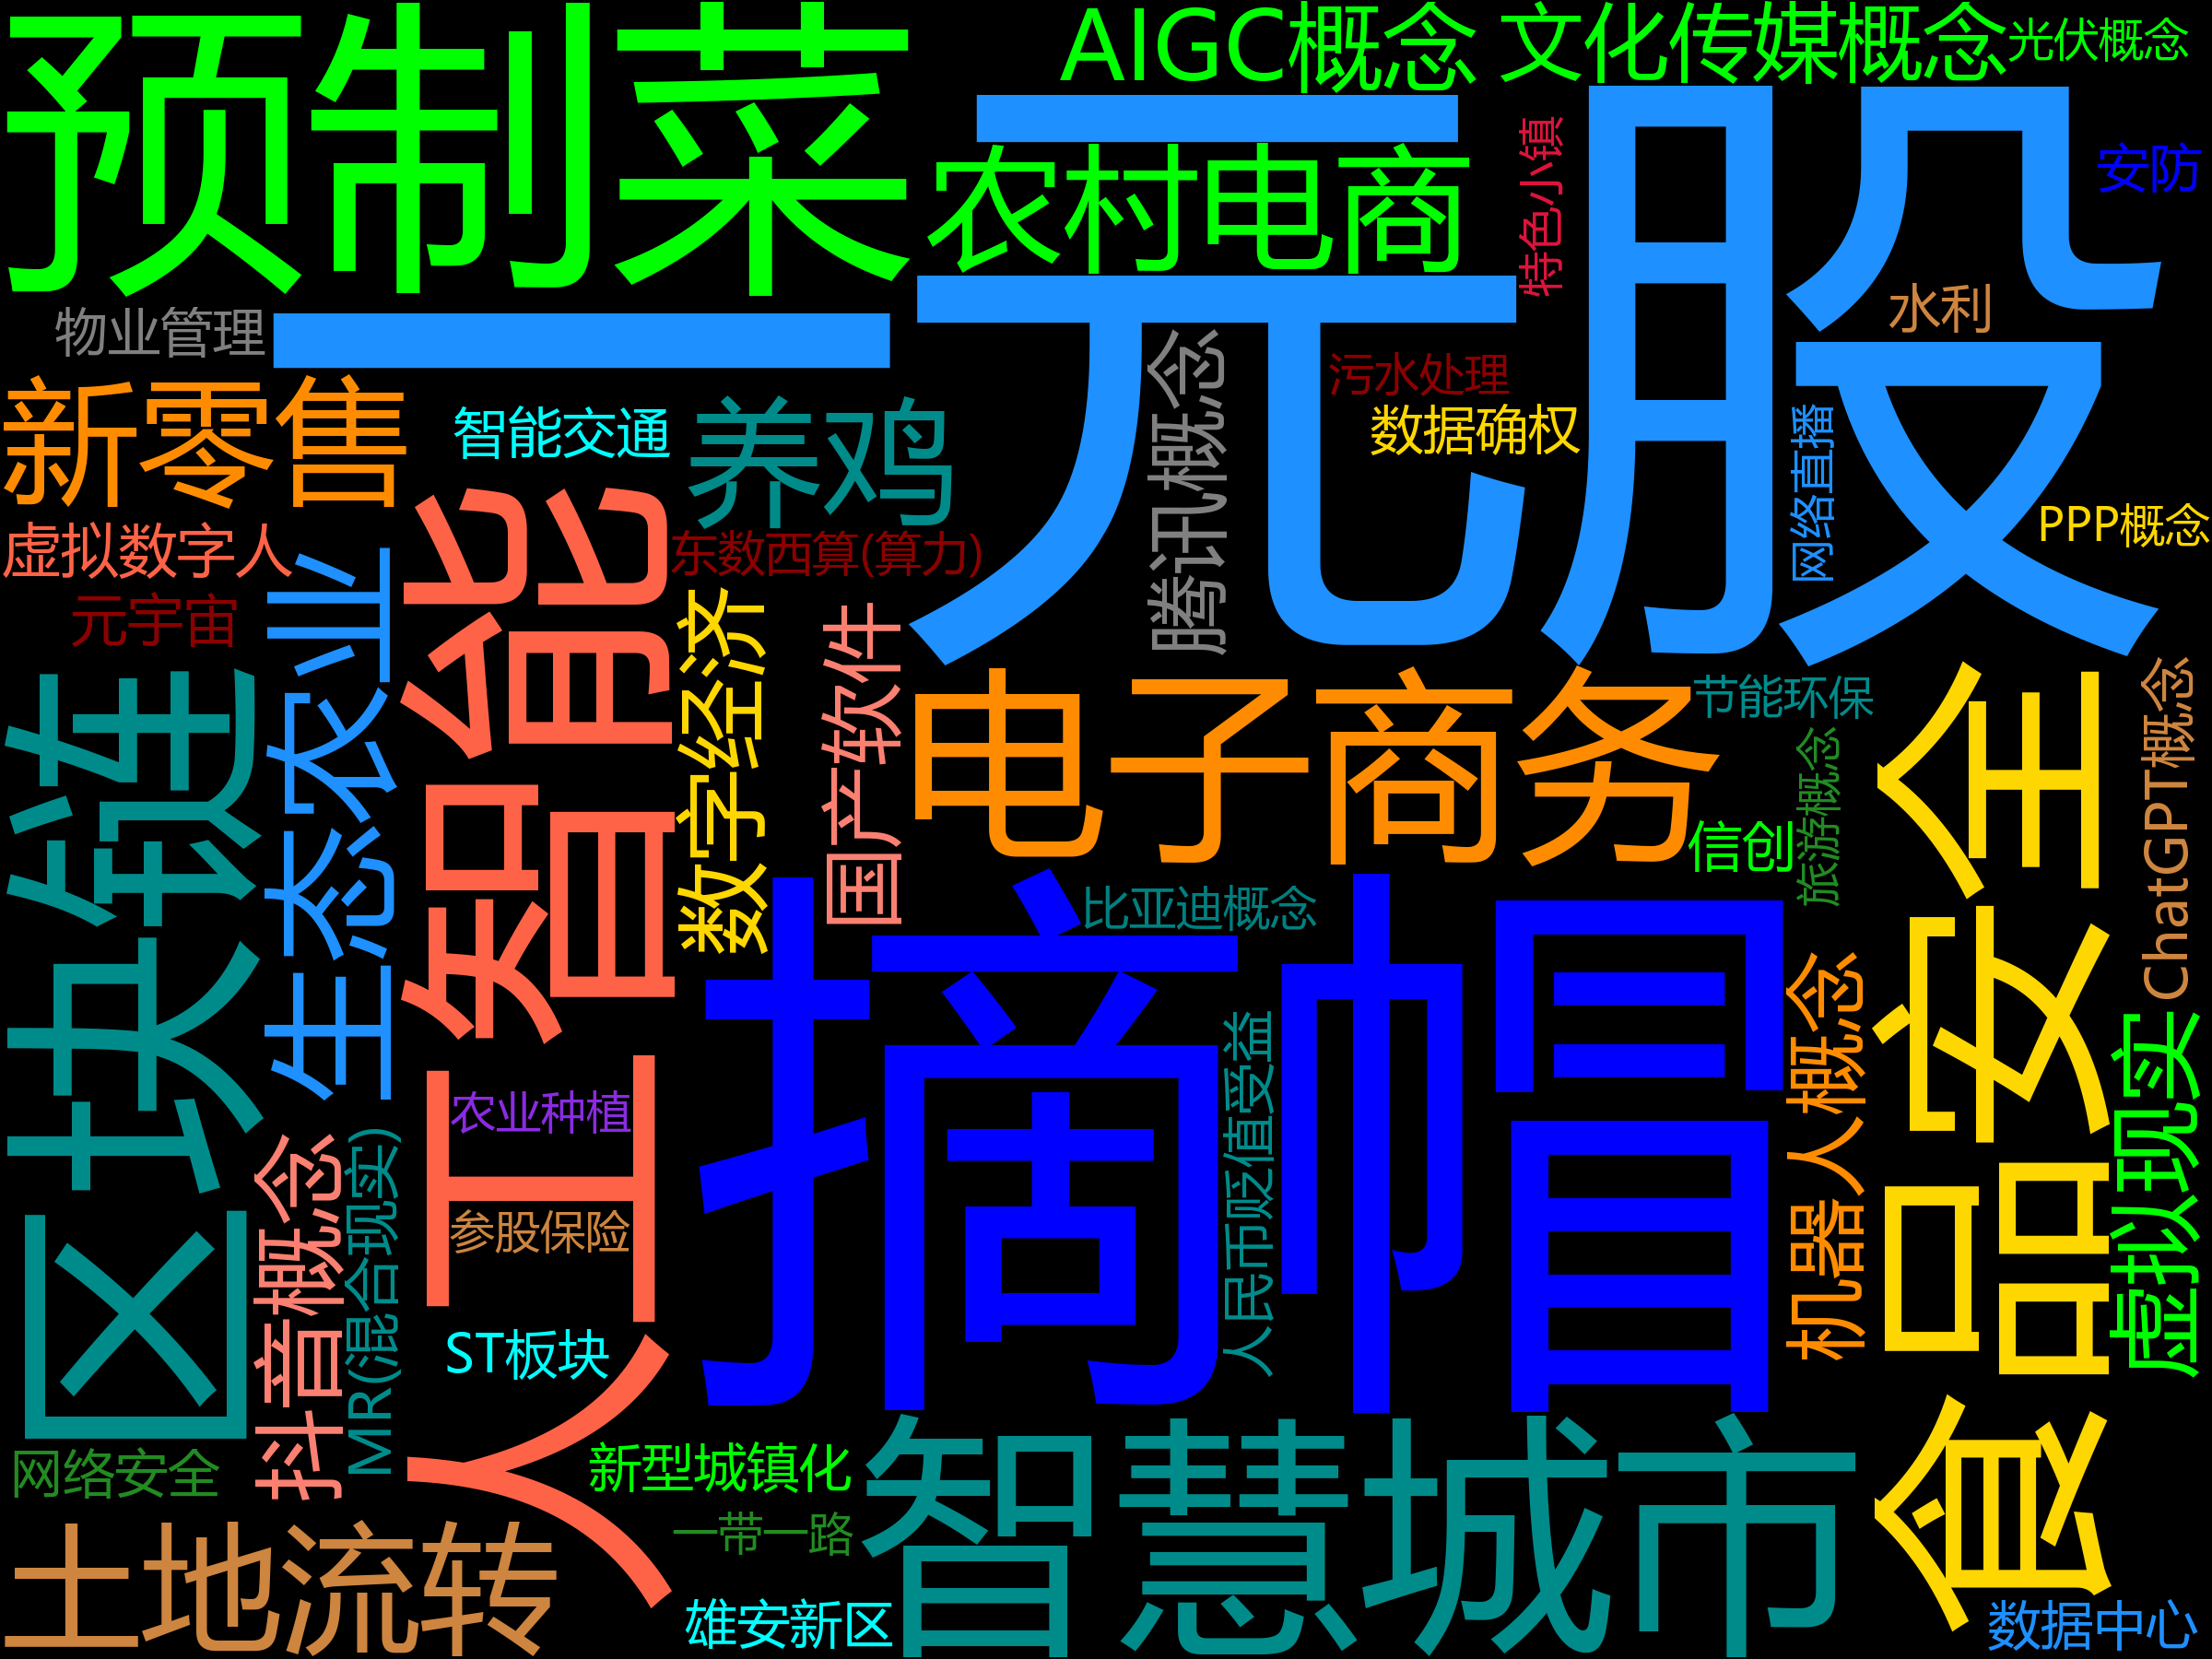 预制菜
AIGC概念
文化传媒概念
光伏概念
一元股
农村电商
特色小镇
安防
水利
物业管理
新零售
智能交通
养鸡
腾讯概念
污水处理
数据确权
网络直播
PPP概念
虚拟数字人
东数西算(算力)
元宇宙
生态农业
人工智能
数字经济
国产软件
电子商务
节能环保
旅游概念
信创
食品安全
ChatGPT概念
区块链
摘帽
比亚迪概念
人民币贬值受益
机器人概念
虚拟现实
农业种植
参股保险
抖音概念
MR(混合现实)
ST板块
网络安全
新型城镇化
一带一路
智慧城市
土地流转
雄安新区
数据中心